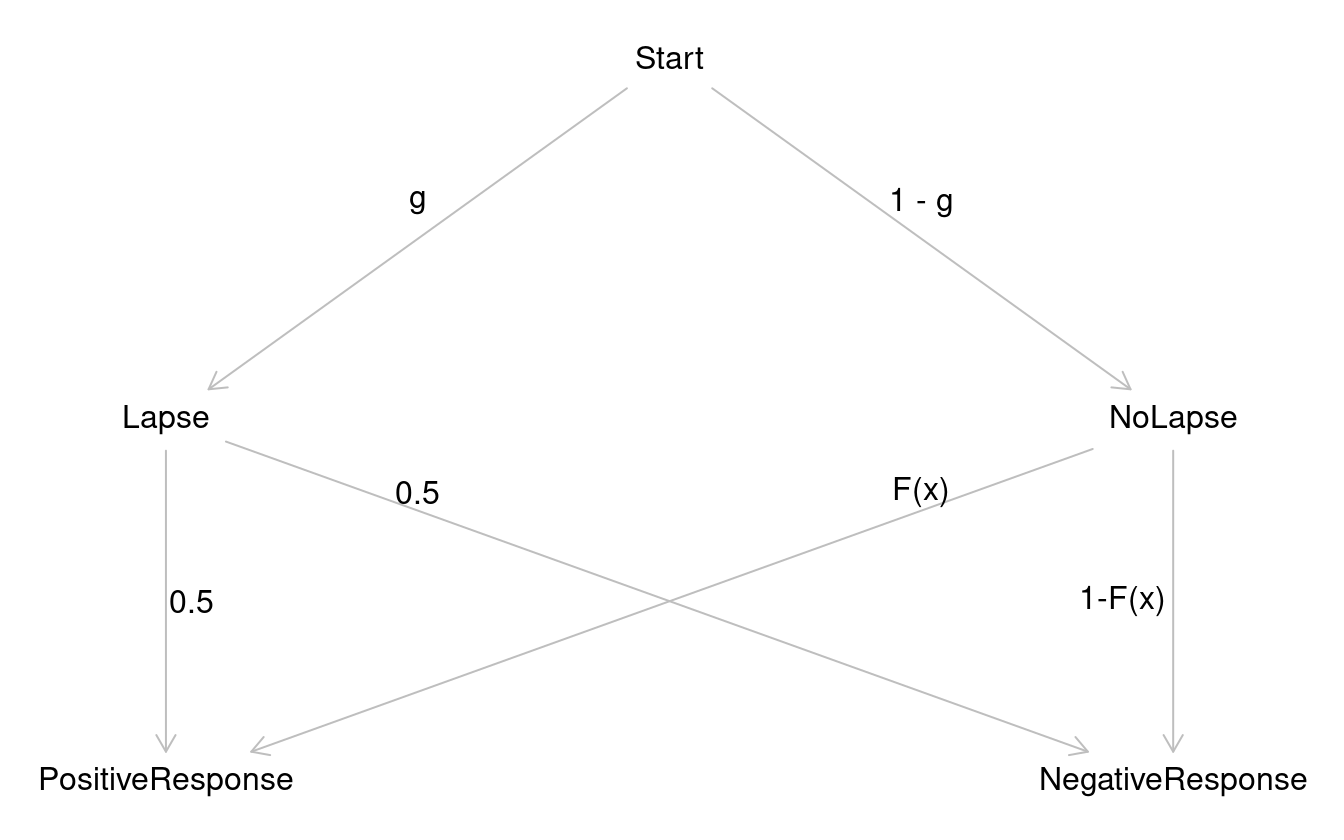 Start
g
1 - g
Lapse
NoLapse
0.5
F(x)
0.5
1-F(x)
PositiveResponse
NegativeResponse